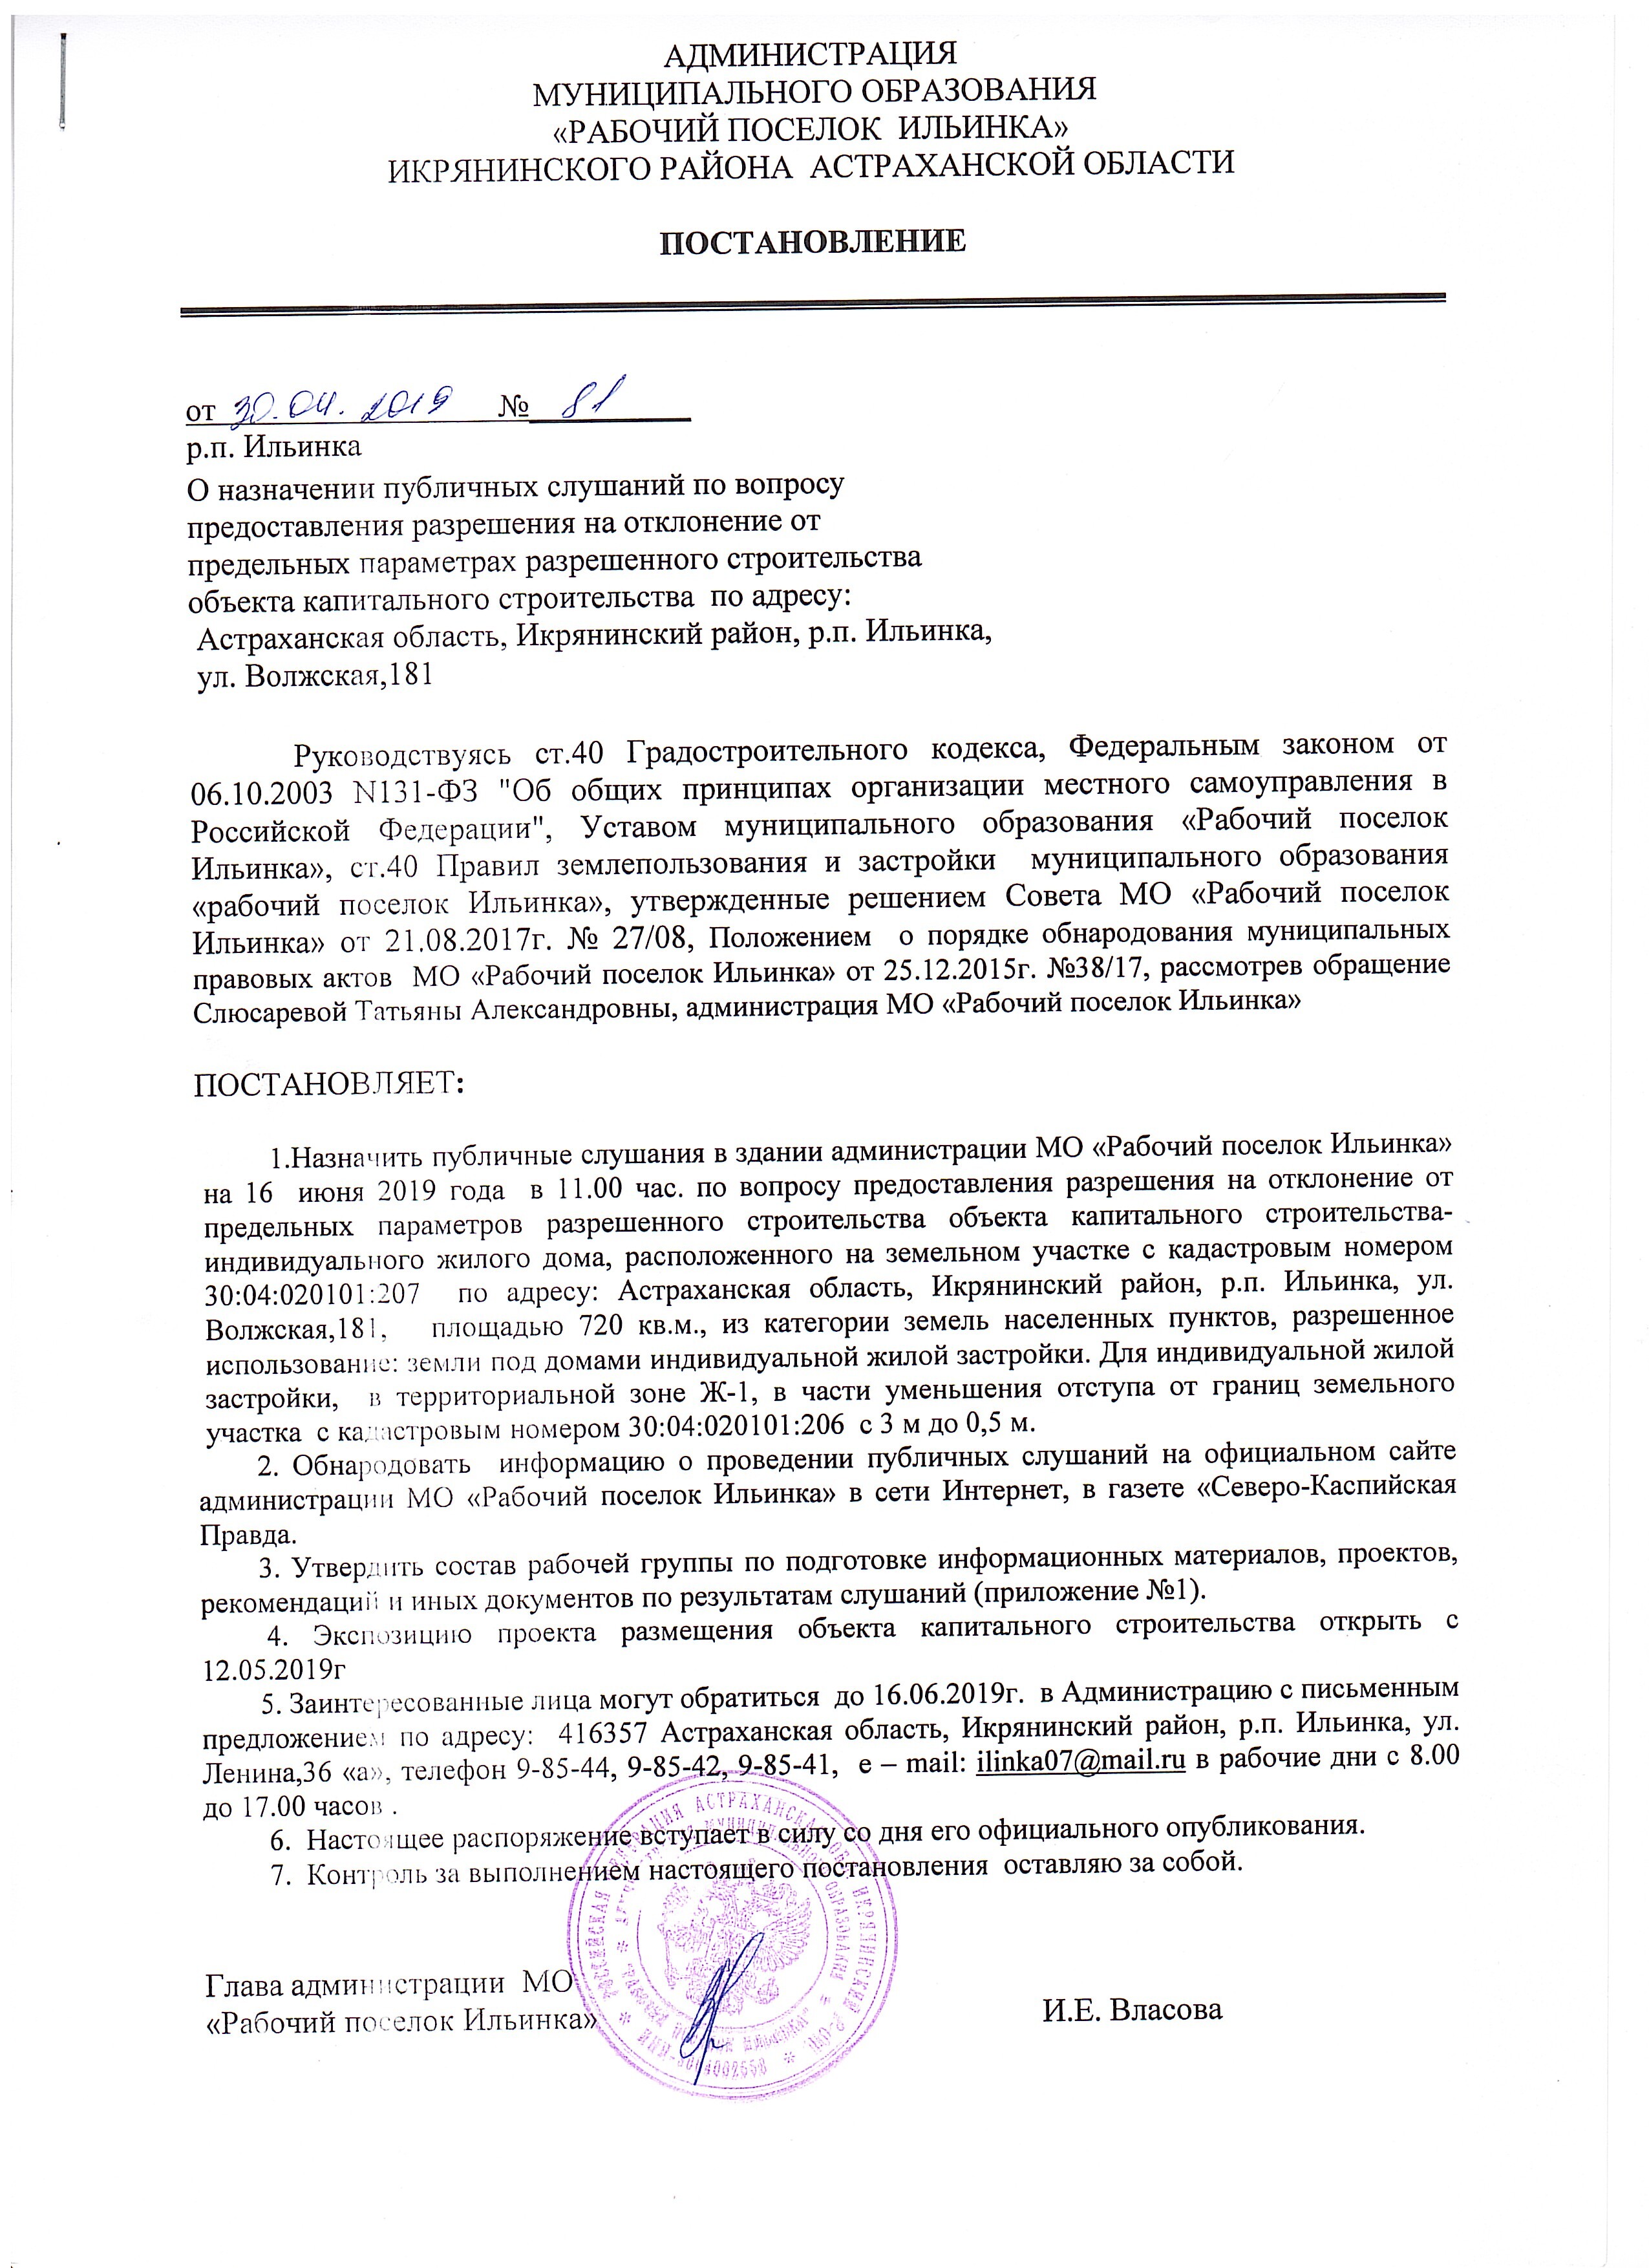 АДМИНИСТРАЦИЯ
МУНИЦИПАЛЬНОГО ОБРАЗОВАНИЯ
«РАБОЧИЙ ПОСЕЛОК ИЛЬИНКА»
ИКРЯНИНСКОГО РАЙОНА АСТРАХАНСКОЙ ОБЛАСТИ
ПОСТАНОВЛЕНИЕ
от 30.04.2019 № 81
р.п. Ильинка
О назначении публичных слушаний по вопросу
предоставления разрешения на отклонение от
предельных параметрах разрешенного строительства
объекта капитального строительства по адресу:
Астраханская область, Икрянинский район, р.п. Ильинка,
ул. Волжская,181
Руководствуясь ст.40 Градостроительного кодекса, Федеральным законом от
06.10.2003 N131-ФЗ "Об общих принципах организации местного самоуправления в
Российской Федерации", Уставом муниципального образования «Рабочий поселок
Ильинка», ст.40 Правил землепользования и застройки муниципального образования
«рабочий поселок Ильинка», утвержденные решением Совета МО «Рабочий поселок
Ильинка» от 21.08.2017г. № 27/08, Положением о порядке обнародования муниципальных
правовых актов МО «Рабочий поселок Ильинка» от 25.12.2015г. №38/17, рассмотрев обращение
Слюсаревой Татьяны Александровны, администрация МО «Рабочий поселок Ильинка»
ПОСТАНОВЛЯЕТ:
1.Назначить публичные слушания в здании администрации МО «Рабочий поселок Ильинка»
на 16 июня 2019 года в 11.00 час. по вопросу предоставления разрешения на отклонение от
предельных параметров разрешенного строительства объекта капитального строительства-
индивидуального жилого дома, расположенного на земельном участке с кадастровым номером
30:04:020101:207 по адресу: Астраханская область, Икрянинский район, р.п. Ильинка, ул.
Волжская,181, площадью 720 кв.м., из категории земель населенных пунктов, разрешенное
использование: земли под домами индивидуальной жилой застройки. Для индивидуальной жилой
застройки, в территориальной зоне Ж-1, в части уменьшения отступа от границ земельного
участка с кадастровым номером 30:04:020101:206 с 3 м до 0,5 м.
2. Обнародовать информацию о проведении публичных слушаний на официальном сайте
администрации МО «Рабочий поселок Ильинка» в сети Интернет, в газете «Северо-Каспийская
Правда.
3. Утвердить состав рабочей группы по подготовке информационных материалов, проектов,
рекомендаций и иных документов по результатам слушаний (приложение №1).
4. Экспозицию проекта размещения объекта капитального строительства открыть с
12.05.2019г
5. Заинтересованные лица могут обратиться до 16.06.2019г. в Администрацию с письменным
предложением по адресу: 416357 Астраханская область, Икрянинский район, р.п. Ильинка, ул.
Ленина,36 «а», телефон 9-85-44, 9-85-42, 9-85-41, e – mail: ilinka07@mail.ru в рабочие дни с 8.00
до 17.00 часов .
6. Настоящее распоряжение вступает в силу со дня его официального опубликования.
7. Контроль за выполнением настоящего постановления оставляю за собой.
Глава администрации МО
«Рабочий поселок Ильинка»
И.Е. Власова